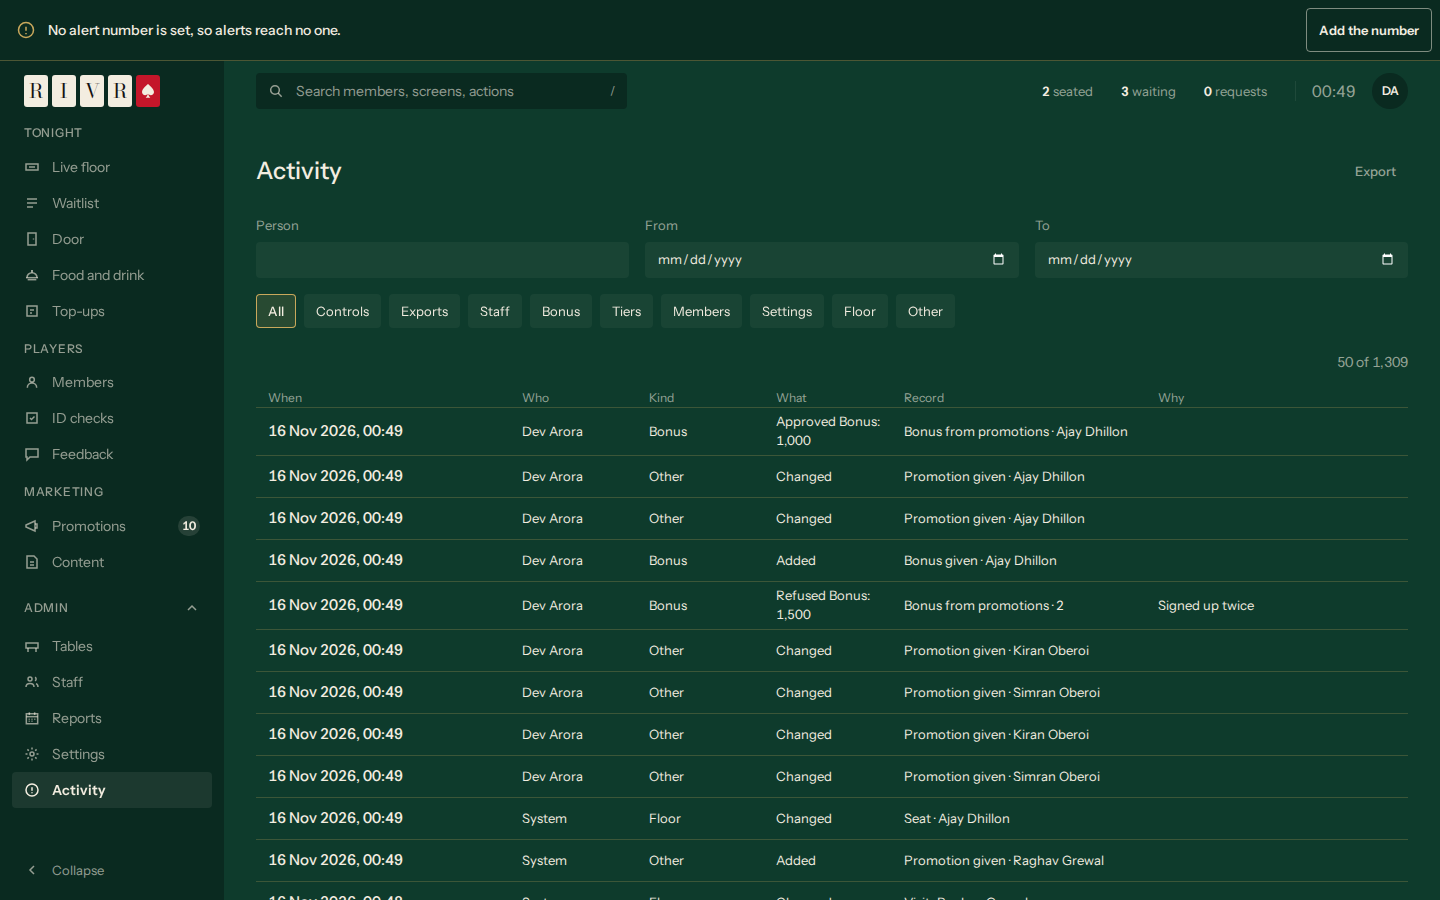 No alert number is set, so alerts reach no one.
Add the number
R I V R
Search members, screens, actions /
2 seated 3 waiting 0 requests 00:49 DA
TONIGHT
Live floor
Waitlist
Door
Food and drink
Top-ups
PLAYERS
Members
ID checks
Feedback
MARKETING
Promotions 10
Content
ADMIN
Tables
Staff
Reports
Settings
Activity
Collapse
Activity
Export
Person From To
mm/dd/yyyy mm/dd/yyyy
All Controls Exports Staff Bonus Tiers Members Settings Floor Other
50 of 1,309
When Who Kind What Record Why
16 Nov 2026, 00:49 Dev Arora Bonus Approved Bonus: 1,000 Bonus from promotions · Ajay Dhillon
16 Nov 2026, 00:49 Dev Arora Other Changed Promotion given · Ajay Dhillon
16 Nov 2026, 00:49 Dev Arora Other Changed Promotion given · Ajay Dhillon
16 Nov 2026, 00:49 Dev Arora Bonus Added Bonus given · Ajay Dhillon
16 Nov 2026, 00:49 Dev Arora Bonus Refused Bonus: 1,500 Bonus from promotions · 2 Signed up twice
16 Nov 2026, 00:49 Dev Arora Other Changed Promotion given · Kiran Oberoi
16 Nov 2026, 00:49 Dev Arora Other Changed Promotion given · Simran Oberoi
16 Nov 2026, 00:49 Dev Arora Other Changed Promotion given · Kiran Oberoi
16 Nov 2026, 00:49 Dev Arora Other Changed Promotion given · Simran Oberoi
16 Nov 2026, 00:49 System Floor Changed Seat · Ajay Dhillon
16 Nov 2026, 00:49 System Other Added Promotion given · Raghav Grewal